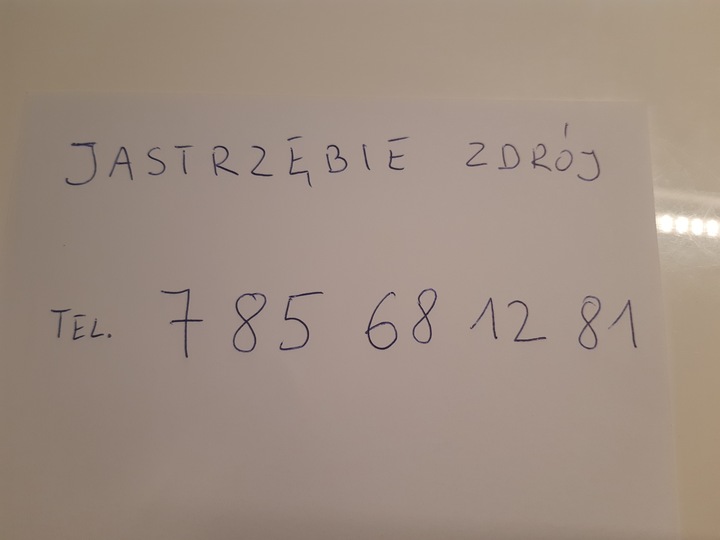 JASTRZĘBIE ZDRÓJ
TEL. 785 68 12 81